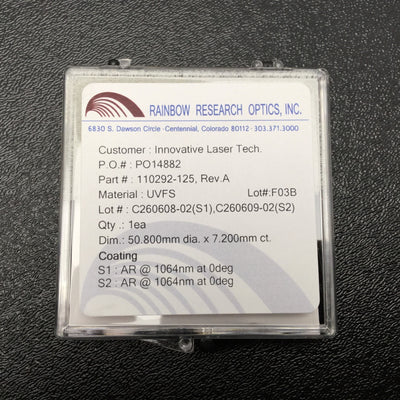 RAINBOW RESEARCH OPTICS, INC.
6830 S. Dawson Circle · Centennial, Colorado 80112 · 303.371.3000
Customer : Innovative Laser Tech.
P.O.# : PO14882
Part # : 110292-125, Rev.A
Material : UVFS Lot#:F03B
Lot # : C260608-02(S1),C260609-02(S2)
Qty .: 1ea
Dim.: 50.800mm dia. x 7.200mm ct.
Coating
S1 : AR @ 1064nm at 0deg
S2 : AR @ 1064nm at 0deg